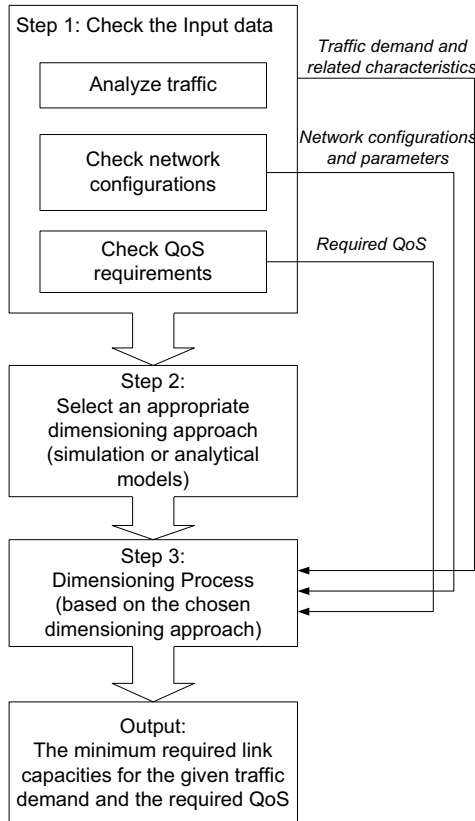 Step 1: Check the Input data
Traffic demand and
related characteristics
Analyze traffic
Network configurations
and parameters
Check network
configurations
Required QoS
Check QoS
requirements
Step 2:
Select an appropriate
dimensioning approach
(simulation or analytical
models)
Step 3:
Dimensioning Process
(based on the chosen
dimensioning approach)
Output:
The minimum required link
capacities for the given traffic
demand and the required QoS